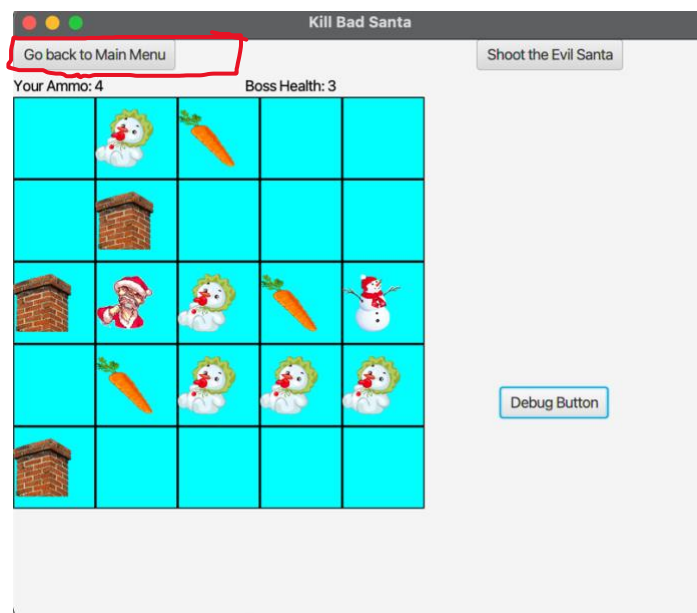 Kill Bad Santa
Go back to Main Menu
Shoot the Evil Santa
Your Ammo: 4
Boss Health: 3
Debug Button